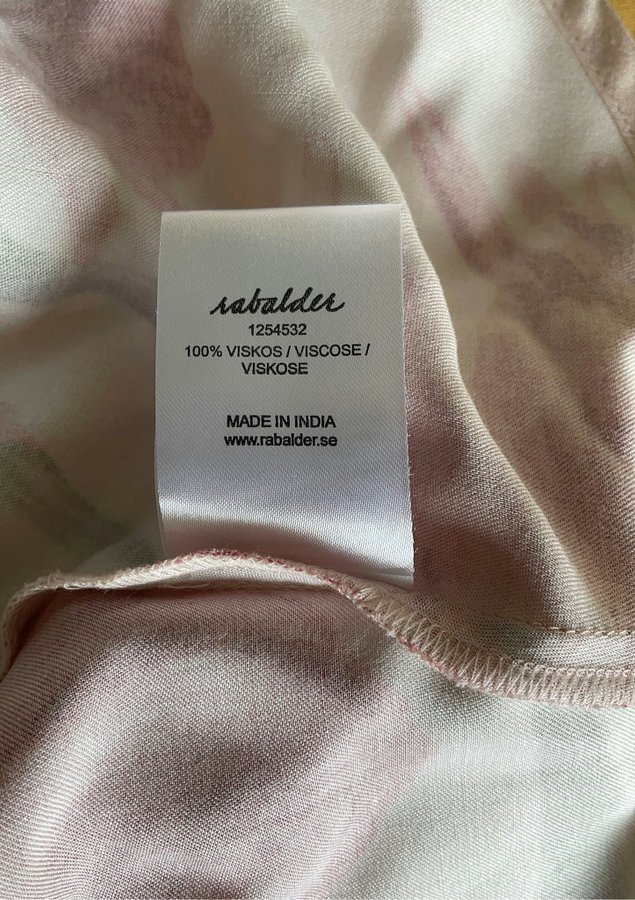 rabalder
1254532
100% VISKOS / VISCOSE /
VISKOSE
MADE IN INDIA
www.rabalder.se